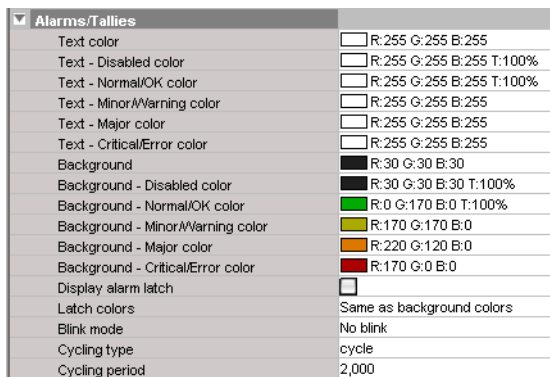 Alarms/Tallies
Text color R:255 G:255 B:255
Text - Disabled color R:255 G:255 B:255 T:100%
Text - Normal/OK color R:255 G:255 B:255 T:100%
Text - Minor/Warning color R:255 G:255 B:255
Text - Major color R:255 G:255 B:255
Text - Critical/Error color R:255 G:255 B:255
Background R:30 G:30 B:30
Background - Disabled color R:30 G:30 B:30 T:100%
Background - Normal/OK color R:0 G:170 B:0 T:100%
Background - Minor/Warning color R:170 G:170 B:0
Background - Major color R:220 G:120 B:0
Background - Critical/Error color R:170 G:0 B:0
Display alarm latch
Latch colors Same as background colors
Blink mode No blink
Cycling type cycle
Cycling period 2,000